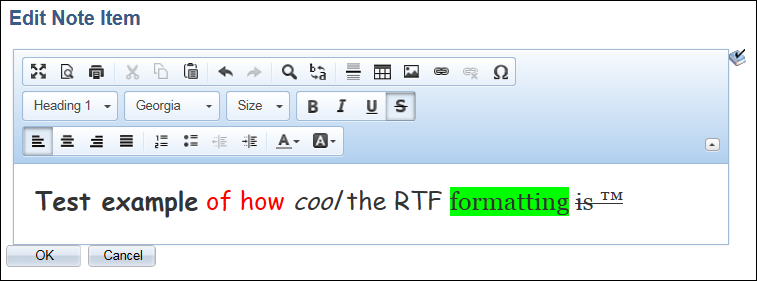 Edit Note Item
Heading 1 Georgia Size B I U S
A A
Test example of how cool the RTF formatting is ™
OK Cancel